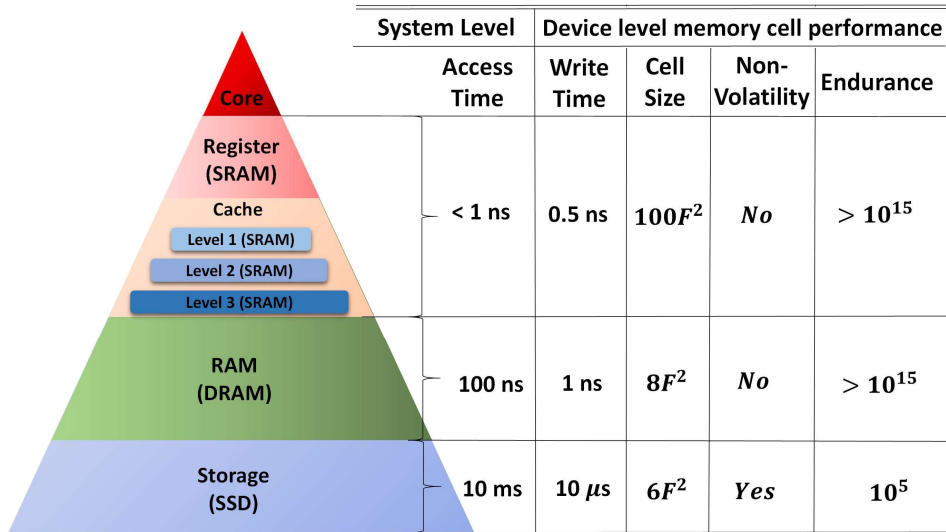 System Level Device level memory cell performance
Access Time Write Time Cell Size Non-Volatility Endurance
Core
Register
(SRAM)
Cache
Level 1 (SRAM)
Level 2 (SRAM)
Level 3 (SRAM)
< 1 ns 0.5 ns 100F² No > 10¹⁵
RAM
(DRAM)
100 ns 1 ns 8F² No > 10¹⁵
Storage
(SSD)
10 ms 10 μs 6F² Yes 10⁵